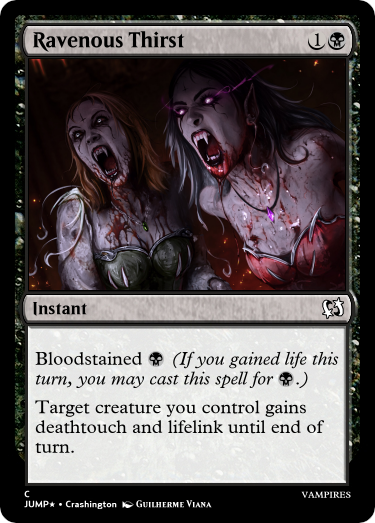 Ravenous Thirst 1
Instant
Bloodstained (If you gained life this
turn, you may cast this spell for .)
Target creature you control gains
deathtouch and lifelink until end of
turn.
C
JUMP★ • Crashington Guilherme Viana
VAMPIRES